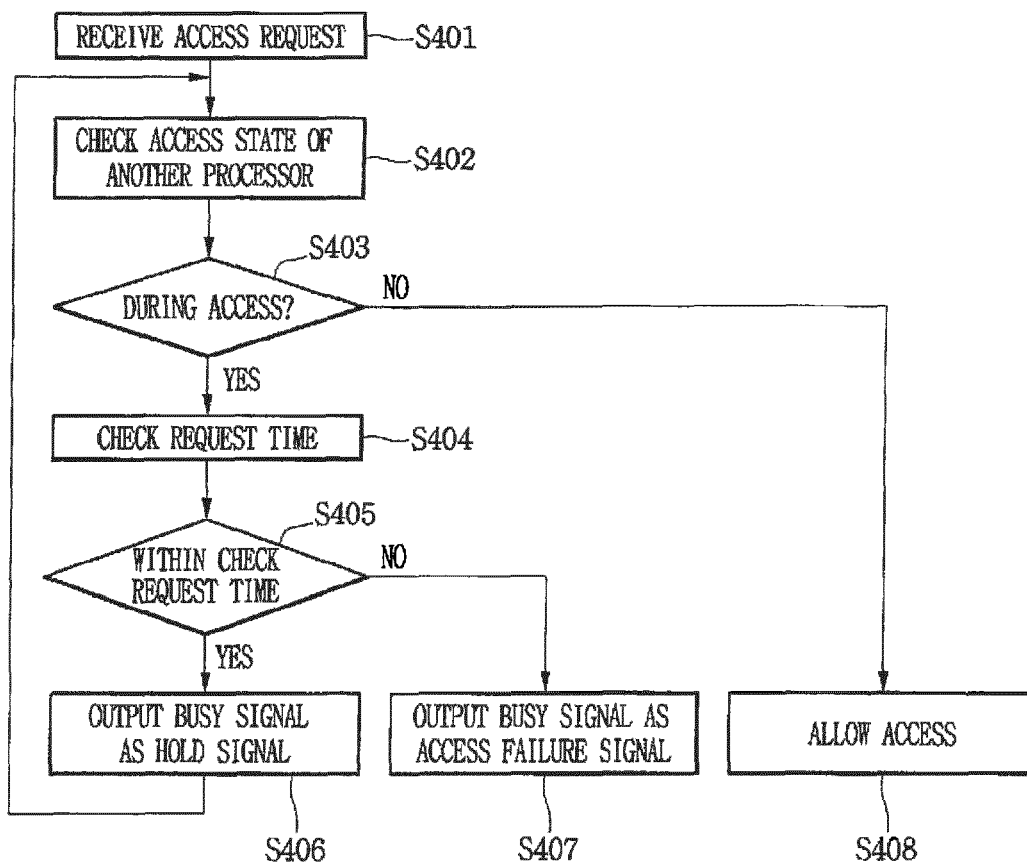 RECEIVE ACCESS REQUEST
S401
CHECK ACCESS STATE OF
ANOTHER PROCESSOR
S402
S403
DURING ACCESS?
NO
YES
CHECK REQUEST TIME
S404
S405
WITHIN CHECK
REQUEST TIME
NO
YES
OUTPUT BUSY SIGNAL
AS HOLD SIGNAL
OUTPUT BUSY SIGNAL AS
ACCESS FAILURE SIGNAL
ALLOW ACCESS
S406
S407
S408